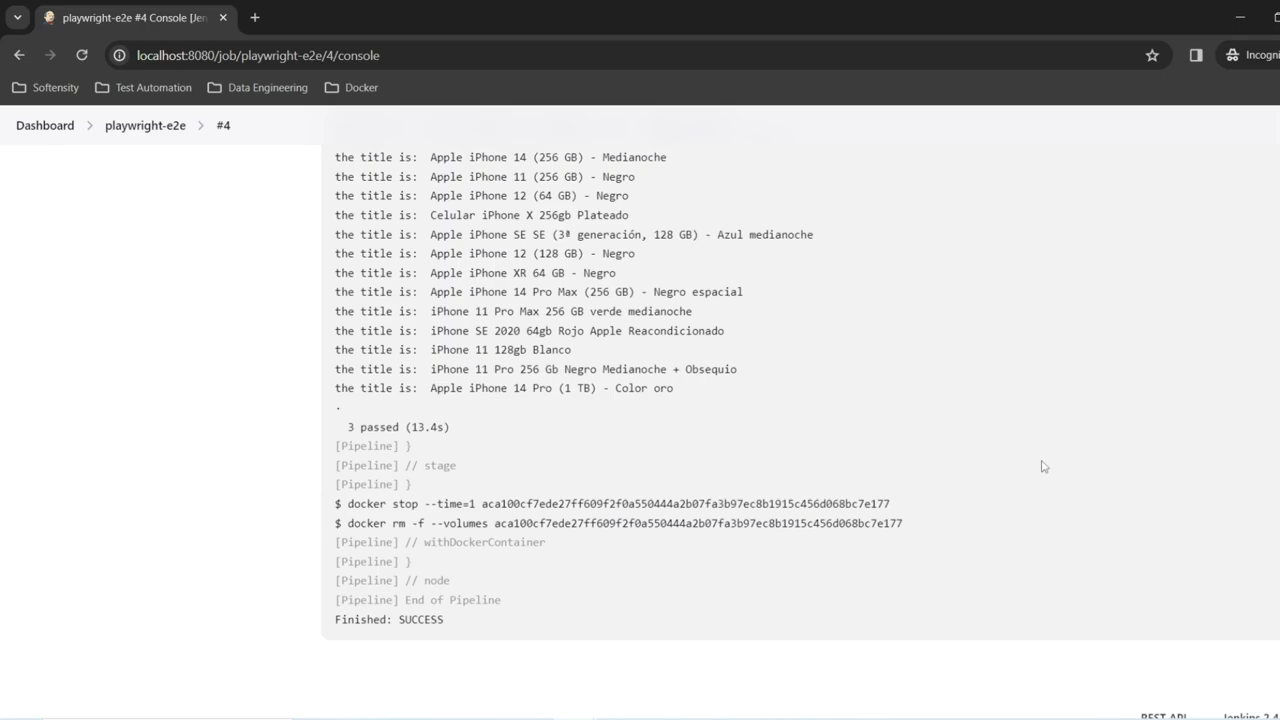 playwright-e2e #4 Console [Jen
localhost:8080/job/playwright-e2e/4/console
Incogni
Softensity
Test Automation
Data Engineering
Docker
Dashboard
playwright-e2e
#4
the title is:  Apple iPhone 14 (256 GB) - Medianoche
the title is:  Apple iPhone 11 (256 GB) - Negro
the title is:  Apple iPhone 12 (64 GB) - Negro
the title is:  Celular iPhone X 256gb Plateado
the title is:  Apple iPhone SE SE (3ª generación, 128 GB) - Azul medianoche
the title is:  Apple iPhone 12 (128 GB) - Negro
the title is:  Apple iPhone XR 64 GB - Negro
the title is:  Apple iPhone 14 Pro Max (256 GB) - Negro espacial
the title is:  iPhone 11 Pro Max 256 GB verde medianoche
the title is:  iPhone SE 2020 64gb Rojo Apple Reacondicionado
the title is:  iPhone 11 128gb Blanco
the title is:  iPhone 11 Pro 256 Gb Negro Medianoche + Obsequio
the title is:  Apple iPhone 14 Pro (1 TB) - Color oro
·
3 passed (13.4s)
[Pipeline] }
[Pipeline] // stage
[Pipeline] }
$ docker stop --time=1 aca100cf7ede27ff609f2f0a550444a2b07fa3b97ec8b1915c456d068bc7e177
$ docker rm -f --volumes aca100cf7ede27ff609f2f0a550444a2b07fa3b97ec8b1915c456d068bc7e177
[Pipeline] // withDockerContainer
[Pipeline] }
[Pipeline] // node
[Pipeline] End of Pipeline
Finished: SUCCESS
REST API
Jenkins 2.4